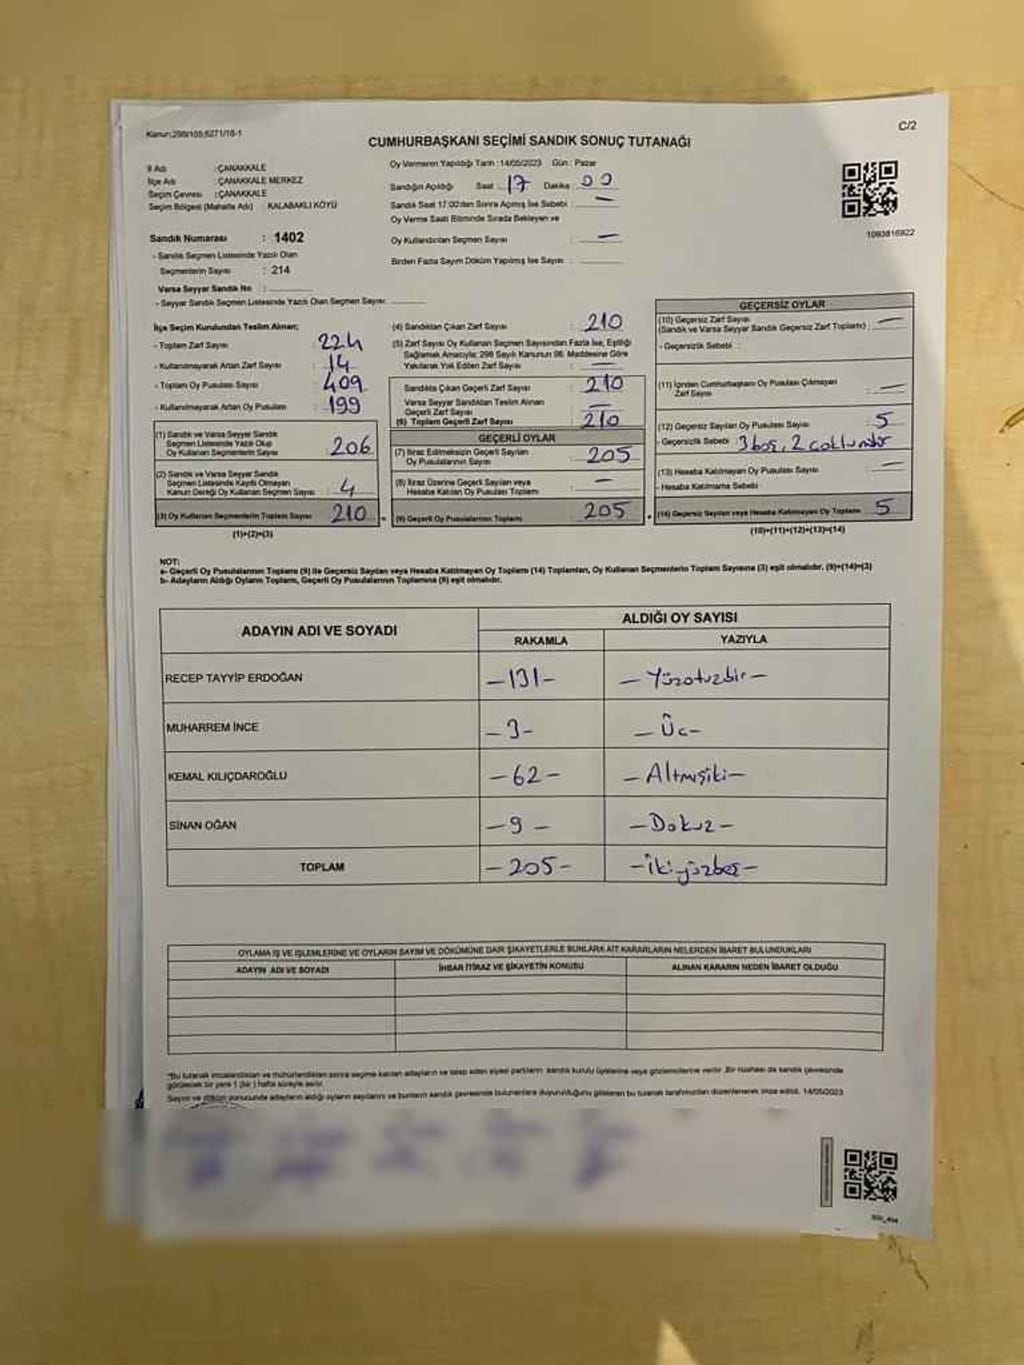 Kanun:298/105;6271/16-1
C/2
CUMHURBAŞKANI SEÇİMİ SANDIK SONUÇ TUTANAĞI
İl Adı : ÇANAKKALE
İlçe Adı : ÇANAKKALE MERKEZ
Seçim Çevresi : ÇANAKKALE
Seçim Bölgesi (Mahalle Adı) : KALABAKLI KÖYÜ
Sandık Numarası : 1402
- Sandık Seçmen Listesinde Yazılı Olan
Seçmenlerin Sayısı : 214
Varsa Seyyar Sandık No :
- Seyyar Sandık Seçmen Listesinde Yazılı Olan Seçmen Sayısı:
Oy Vermenin Yapıldığı Tarih :14/05/2023 Gün : Pazar
Sandığın Açıldığı Saat : 17 Dakika : 00
Sandık Saat 17:00'den Sonra Açılmış İse Sebebi : —
Oy Verme Saati Bitiminde Sırada Bekleyen ve
Oy Kullandırılan Seçmen Sayısı : —
Birden Fazla Sayım Döküm Yapılmış İse Sayısı :
1093816922
İlçe Seçim Kurulundan Teslim Alınan;
- Toplam Zarf Sayısı : 224
- Kullanılmayarak Artan Zarf Sayısı : 14
- Toplam Oy Pusulası Sayısı : 409
- Kullanılmayarak Artan Oy Pusulası : 199
(1) Sandık ve Varsa Seyyar Sandık
Seçmen Listesinde Yazılı Olup
Oy Kullanan Seçmenlerin Sayısı : 206
(2) Sandık ve Varsa Seyyar Sandık
Seçmen Listesinde Kayıtlı Olmayan
Kanun Gereği Oy Kullanan Seçmen Sayısı : 4
(3) Oy Kullanan Seçmenlerin Toplam Sayısı : 210
(1)+(2)=(3)
(4) Sandıktan Çıkan Zarf Sayısı : 210
(5) Zarf Sayısı Oy Kullanan Seçmen Sayısından Fazla İse, Eşitliği
Sağlamak Amacıyla; 298 Sayılı Kanunun 98. Maddesine Göre
Yakılarak Yok Edilen Zarf Sayısı : —
Sandıkta Çıkan Geçerli Zarf Sayısı : 210
Varsa Seyyar Sandıktan Teslim Alınan
Geçerli Zarf Sayısı : —
(6) Toplam Geçerli Zarf Sayısı : 210
GEÇERLİ OYLAR
(7) İtiraz Edilmeksizin Geçerli Sayılan
Oy Pusulalarının Sayısı : 205
(8) İtiraz Üzerine Geçerli Sayılan veya
Hesaba Katılan Oy Pusulası Toplamı : —
(9) Geçerli Oy Pusulalarının Toplamı : 205
GEÇERSİZ OYLAR
(10) Geçersiz Zarf Sayısı
(Sandık ve Varsa Seyyar Sandık Geçersiz Zarf Toplamı) : —
- Geçersizlik Sebebi :
(11) İçinden Cumhurbaşkanı Oy Pusulası Çıkmayan
Zarf Sayısı : —
(12) Geçersiz Sayılan Oy Pusulası Sayısı : 5
- Geçersizlik Sebebi : 3 boş, 2 çoklundır
(13) Hesaba Katılmayan Oy Pusulası Sayısı : —
- Hesaba Katılmama Sebebi :
(14) Geçersiz Sayılan veya Hesaba Katılmayan Oy Toplamı : 5
(10)+(11)+(12)+(13)=(14)
NOT:
a- Geçerli Oy Pusulalarının Toplamı (9) ile Geçersiz Sayılan veya Hesaba Katılmayan Oy Toplamı (14) Toplamları, Oy Kullanan Seçmenlerin Toplam Sayısına (3) eşit olmalıdır. (9)+(14)=(3)
b- Adayların Aldığı Oyların Toplamı, Geçerli Oy Pusulalarının Toplamına (9) eşit olmalıdır.
ADAYIN ADI VE SOYADI
ALDIĞI OY SAYISI
RAKAMLA YAZIYLA
RECEP TAYYİP ERDOĞAN -131- - Yüzotuzbir -
MUHARREM İNCE -3- - Üç -
KEMAL KILIÇDAROĞLU -62- - Altmışiki -
SİNAN OĞAN -9- - Dokuz -
TOPLAM -205- - İkiyüzbeş -
OYLAMA İŞ VE İŞLEMLERİNE VE OYLARIN SAYIM VE DÖKÜMÜNE DAİR ŞİKAYETLERLE BUNLARA AİT KARARLARIN NELERDEN İBARET BULUNDUKLARI
ADAYIN ADI VE SOYADI İHBAR İTİRAZ VE ŞİKAYETİN KONUSU ALINAN KARARIN NEDEN İBARET OLDUĞU
*Bu tutanak imzalandıktan ve mühürlendikten sonra seçime katılan adayların ve talep eden siyasi partilerin sandık kurulu üyelerine veya gözlemcilerine verilir .Bir nüshası da sandık çevresinde
görülecek bir yere 1 (bir ) hafta süreyle asılır.
Sayım ve döküm sonucunda adayların aldığı oyların sayılarını ve bunların sandık çevresinde bulunanlara duyurulduğunu gösteren bu tutanak tarafımızdan düzenlenerek imza edildi. 14/05/2023